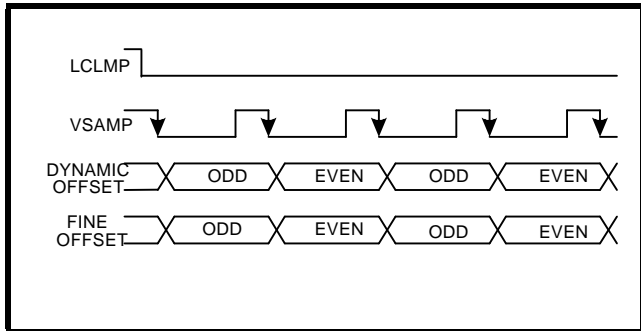 LCLMP
VSAMP
DYNAMIC
OFFSET
ODD EVEN ODD EVEN
FINE
OFFSET
ODD EVEN ODD EVEN